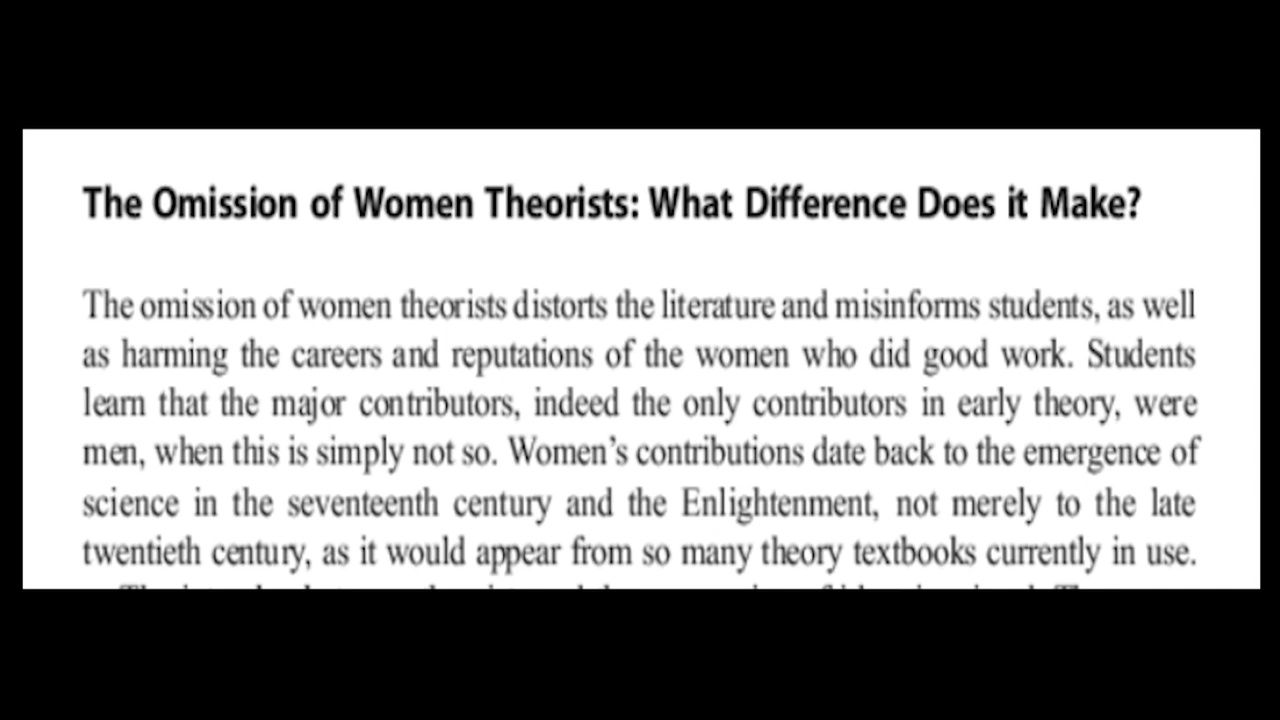 The Omission of Women Theorists: What Difference Does it Make?
The omission of women theorists distorts the literature and misinforms students, as well
as harming the careers and reputations of the women who did good work. Students
learn that the major contributors, indeed the only contributors in early theory, were
men, when this is simply not so. Women's contributions date back to the emergence of
science in the seventeenth century and the Enlightenment, not merely to the late
twentieth century, as it would appear from so many theory textbooks currently in use.